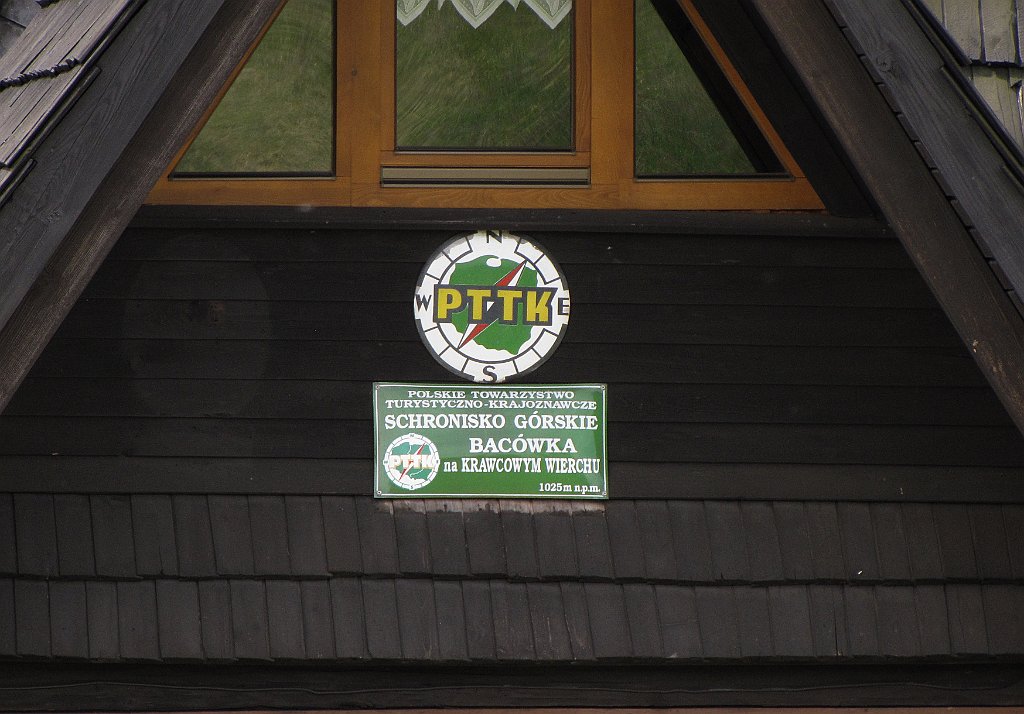 N
W PTTK E
S
POLSKIE TOWARZYSTWO
TURYSTYCZNO-KRAJOZNAWCZE
SCHRONISKO GÓRSKIE
BACÓWKA
PTTK na KRAWCOWYM WIERCHU
1025m n.p.m.